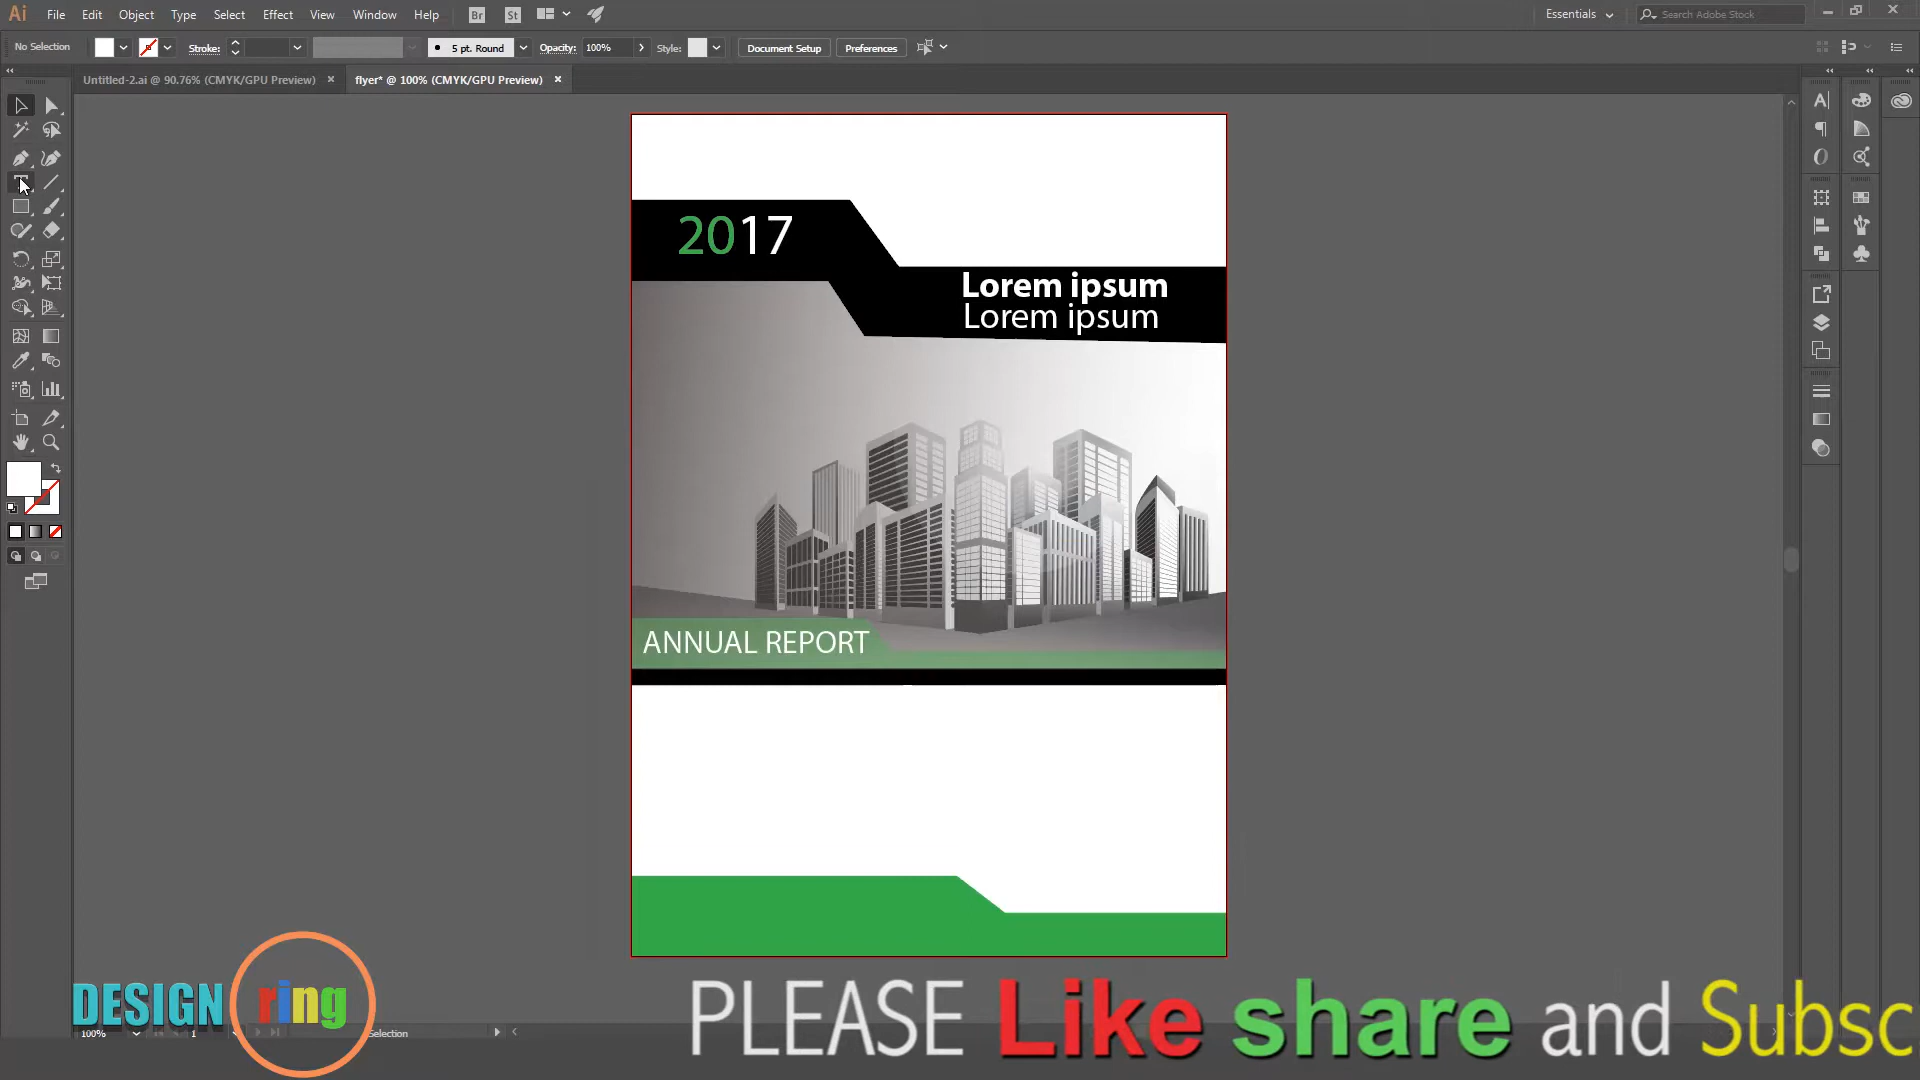 Ai File Edit Object Type Select Effect View Window Help Br St Essentials Search Adobe Stock
No Selection Stroke: 5 pt. Round Opacity: 100% Style: Document Setup Preferences
Untitled-2.ai @ 90.76% (CMYK/GPU Preview) × flyer* @ 100% (CMYK/GPU Preview) ×
2017
Lorem ipsum
Lorem ipsum
ANNUAL REPORT
DESIGN ring
PLEASE Like share and Subsc
100% 1 Selection